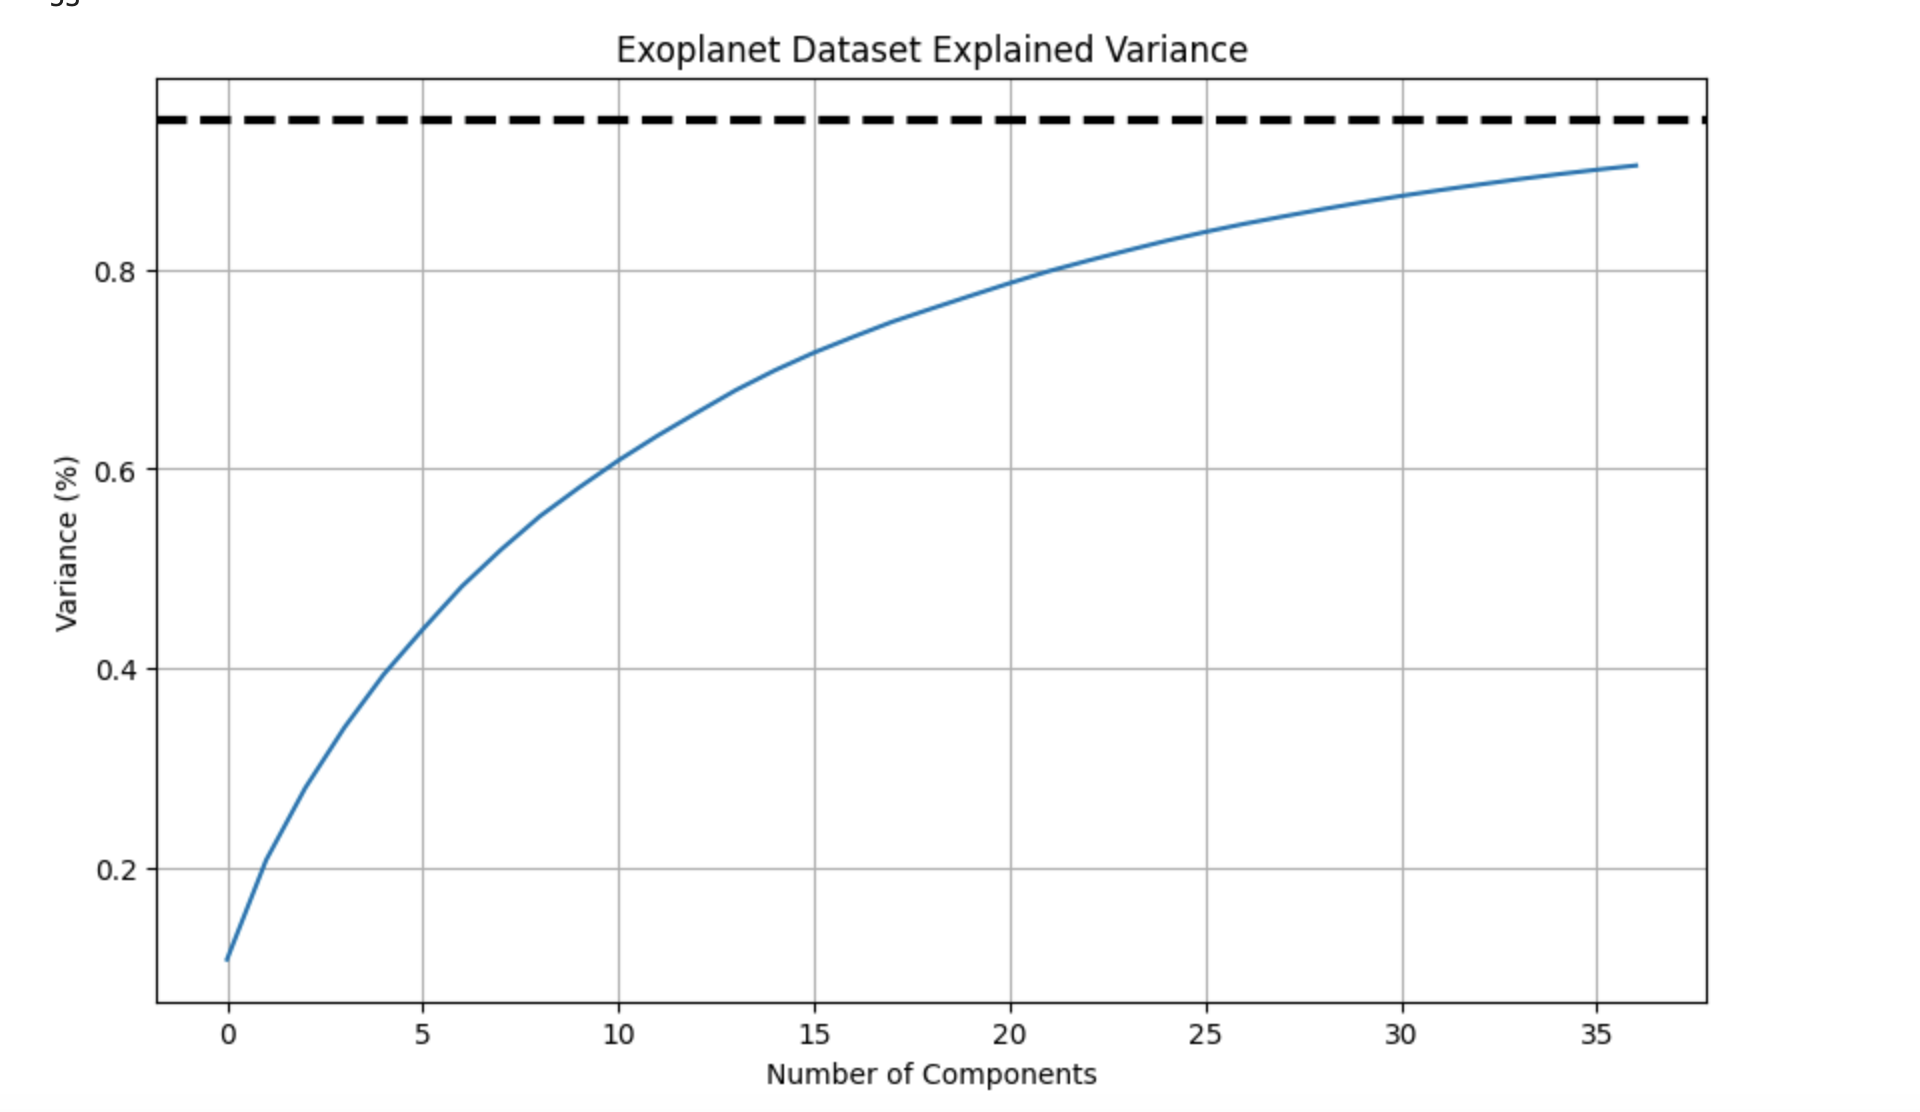 Exoplanet Dataset Explained Variance
0.8
0.6
0.4
0.2
Variance (%)
0 5 10 15 20 25 30 35
Number of Components